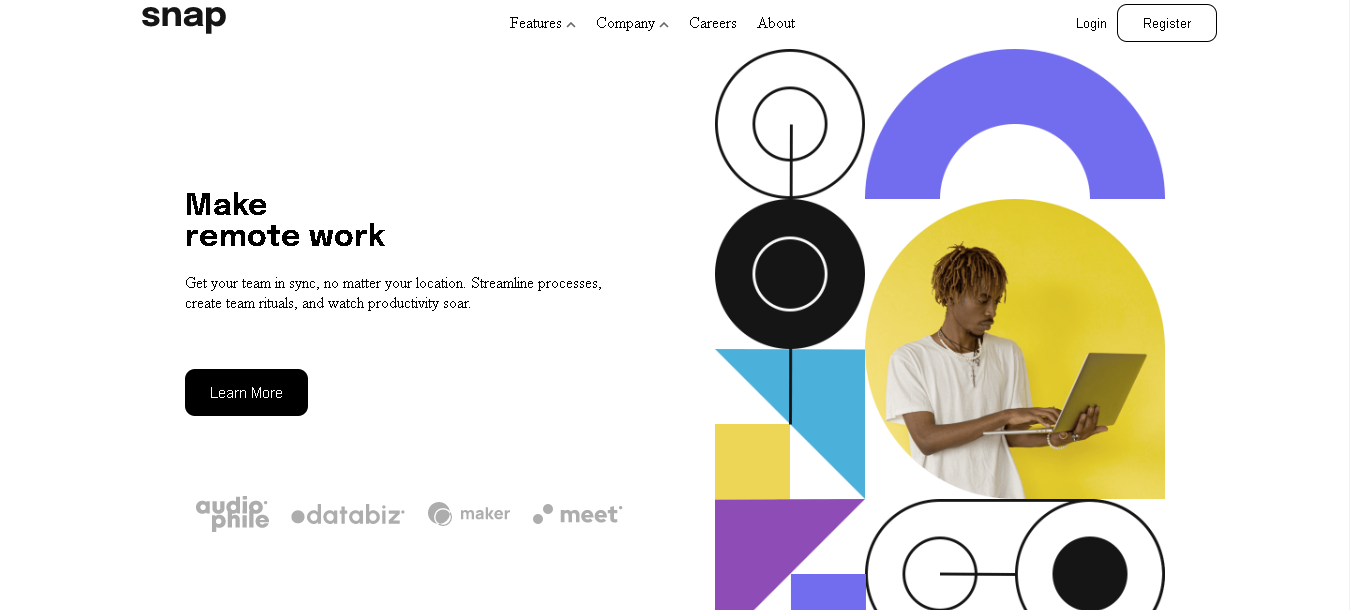 snap
Features
Company
Careers
About
Login
Register
Make
remote work
Get your team in sync, no matter your location. Streamline processes,
create team rituals, and watch productivity soar.
Learn More
audio
phile
databiz
maker
meet